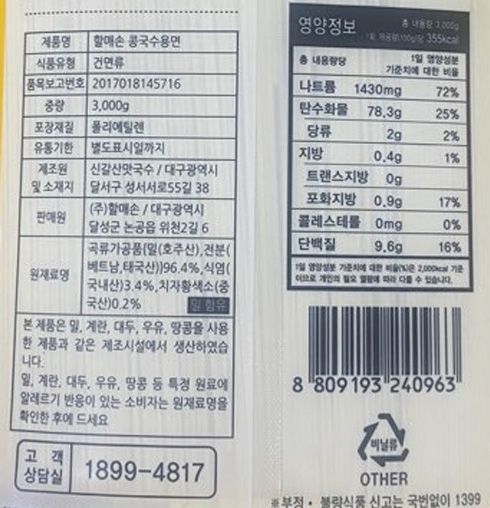 제품명 할매손 콩국수용면
식품유형 건면류
품목보고번호 2017018145716
중량 3,000g
포장재질 폴리에틸렌
유통기한 별도표시일까지
제조원 및 소재지 신갈산맛국수 / 대구광역시
달서구 성서서로55길 38
판매원 (주)할매손 / 대구광역시
달성군 논공읍 위천2길 6
원재료명 곡류가공품(밀(호주산),전분(
베트남,태국산))96.4%,식염(
국내산)3.4%,치자황색소(중
국산)0.2% 밀 함유
본 제품은 밀, 계란, 대두, 우유, 땅콩을 사용
한 제품과 같은 제조시설에서 생산하였습
니다.
밀, 계란, 대두, 우유, 땅콩 등 특정 원료에
알레르기 반응이 있는 소비자는 원재료명을
확인한 후에 드세요
고 객
상담실 1899-4817
영양정보 총 내용량 3,000g
355kcal
총 내용량당 1일 영양성분
기준치에 대한 비율
나트륨 1430mg 72%
탄수화물 78.3g 25%
당류 2g 2%
지방 0.4g 1%
트랜스지방 0g
포화지방 0.9g 17%
콜레스테롤 0mg 0%
단백질 9.6g 16%
1일 영양성분 기준치에 대한 비율(%)은 2,000kcal 기준
이므로 개인의 필요 열량에 따라 다를 수 있습니다.
8 809193 240963
비닐류
OTHER
※부정 · 불량식품 신고는 국번없이 1399